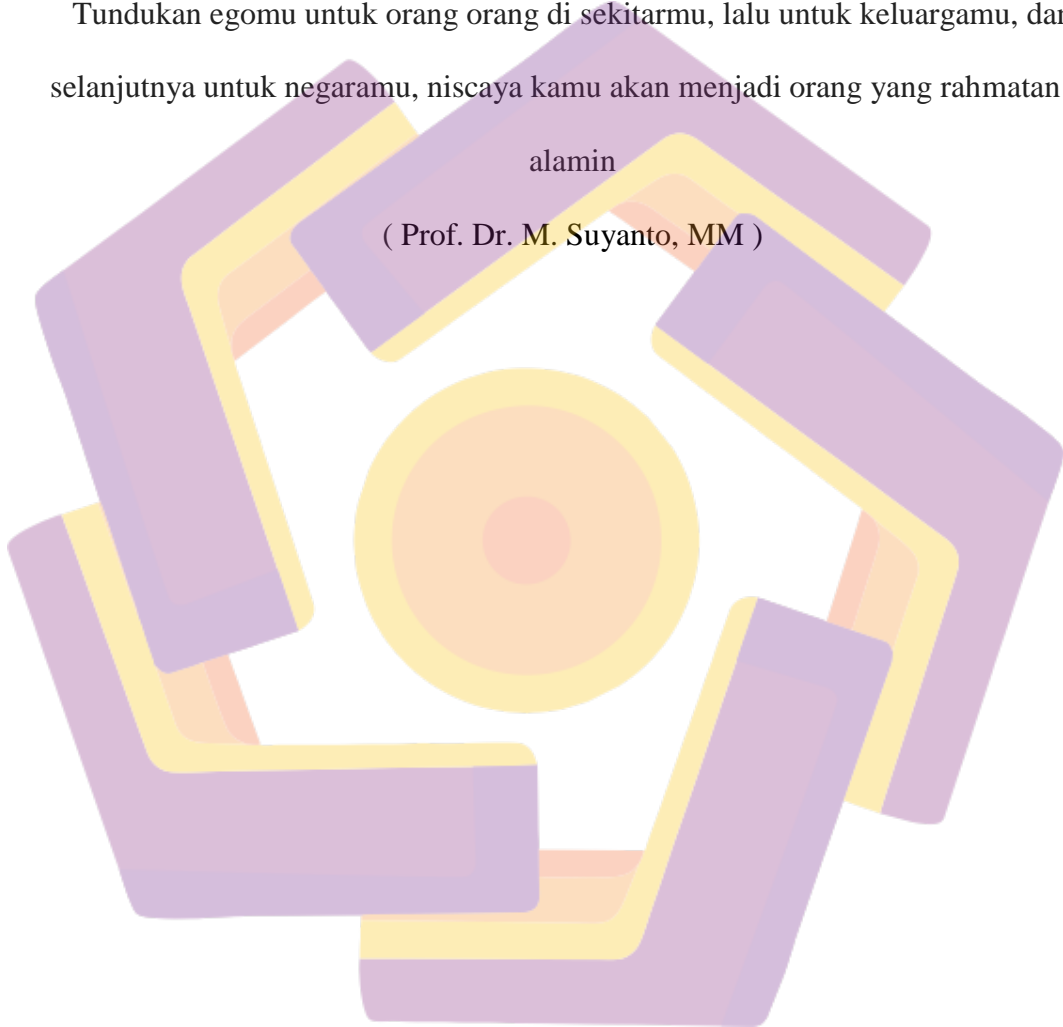 Tundukan egomu untuk orang orang di sekitarmu, lalu untuk keluargamu, dan
selanjutnya untuk negaramu, niscaya kamu akan menjadi orang yang rahmatan
alamin
( Prof. Dr. M. Suyanto, MM )